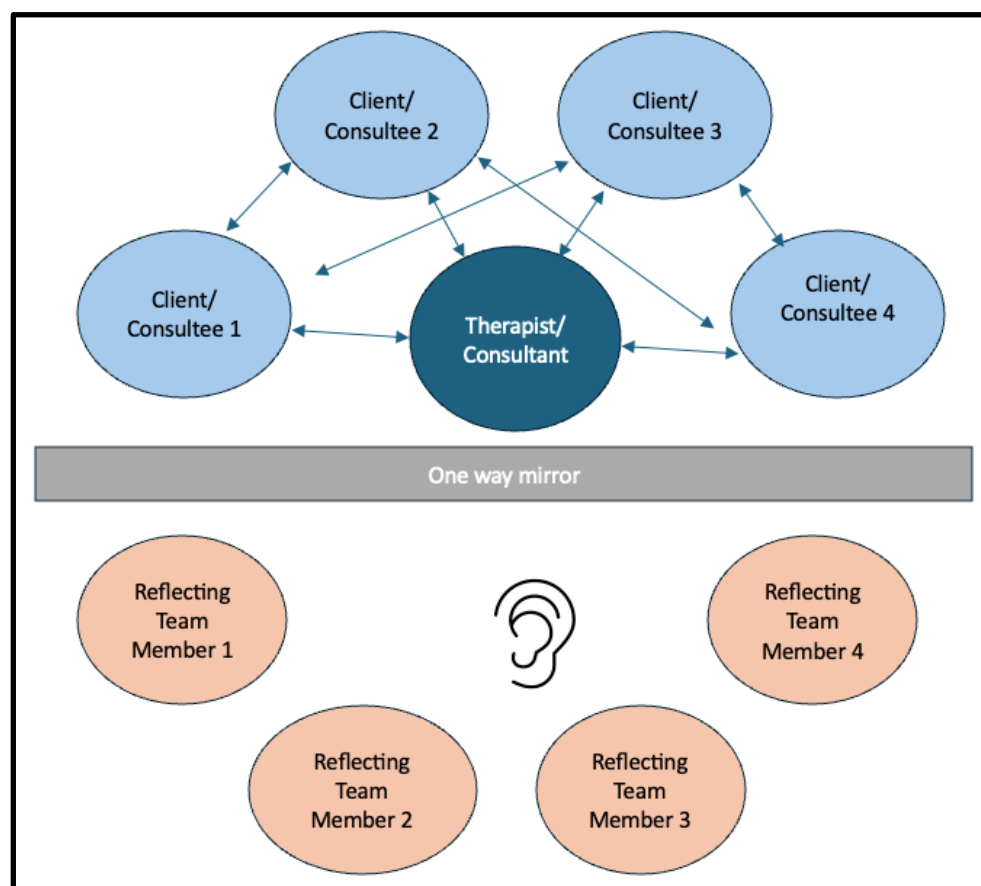 Client/
Consultee 2
Client/
Consultee 3
Client/
Consultee 1
Therapist/
Consultant
Client/
Consultee 4
One way mirror
Reflecting
Team
Member 1
Reflecting
Team
Member 4
Reflecting
Team
Member 2
Reflecting
Team
Member 3